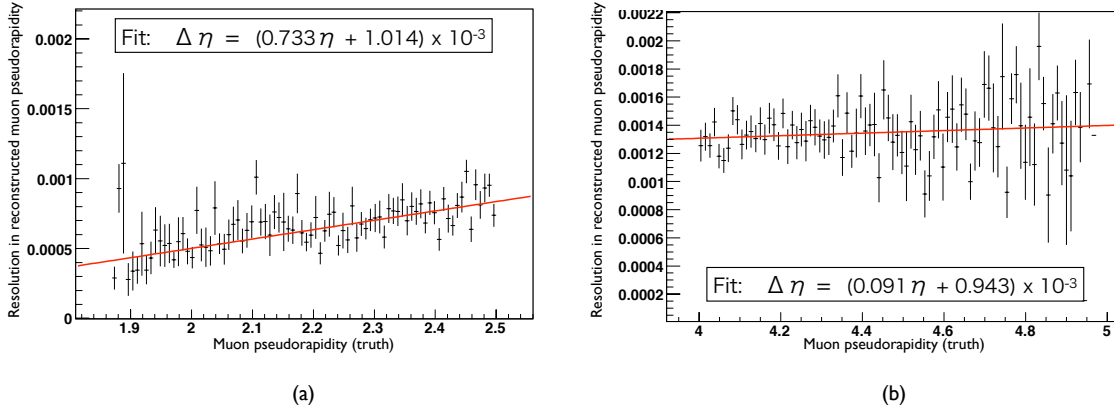 0.002
0.0015
0.001
0.0005
0
Resolution in reconstructed muon pseudorapidity
Fit: Δ η = (0.733 η + 1.014) x 10-3
1.9 2 2.1 2.2 2.3 2.4 2.5
Muon pseudorapidity (truth)
(a)
0.0022
0.002
0.0018
0.0016
0.0014
0.0012
0.001
0.0008
0.0006
0.0004
0.0002
Resolution in reconstructed muon pseudorapidity
Fit: Δ η = (0.091 η + 0.943) x 10-3
4 4.2 4.4 4.6 4.8 5
Muon pseudorapidity (truth)
(b)